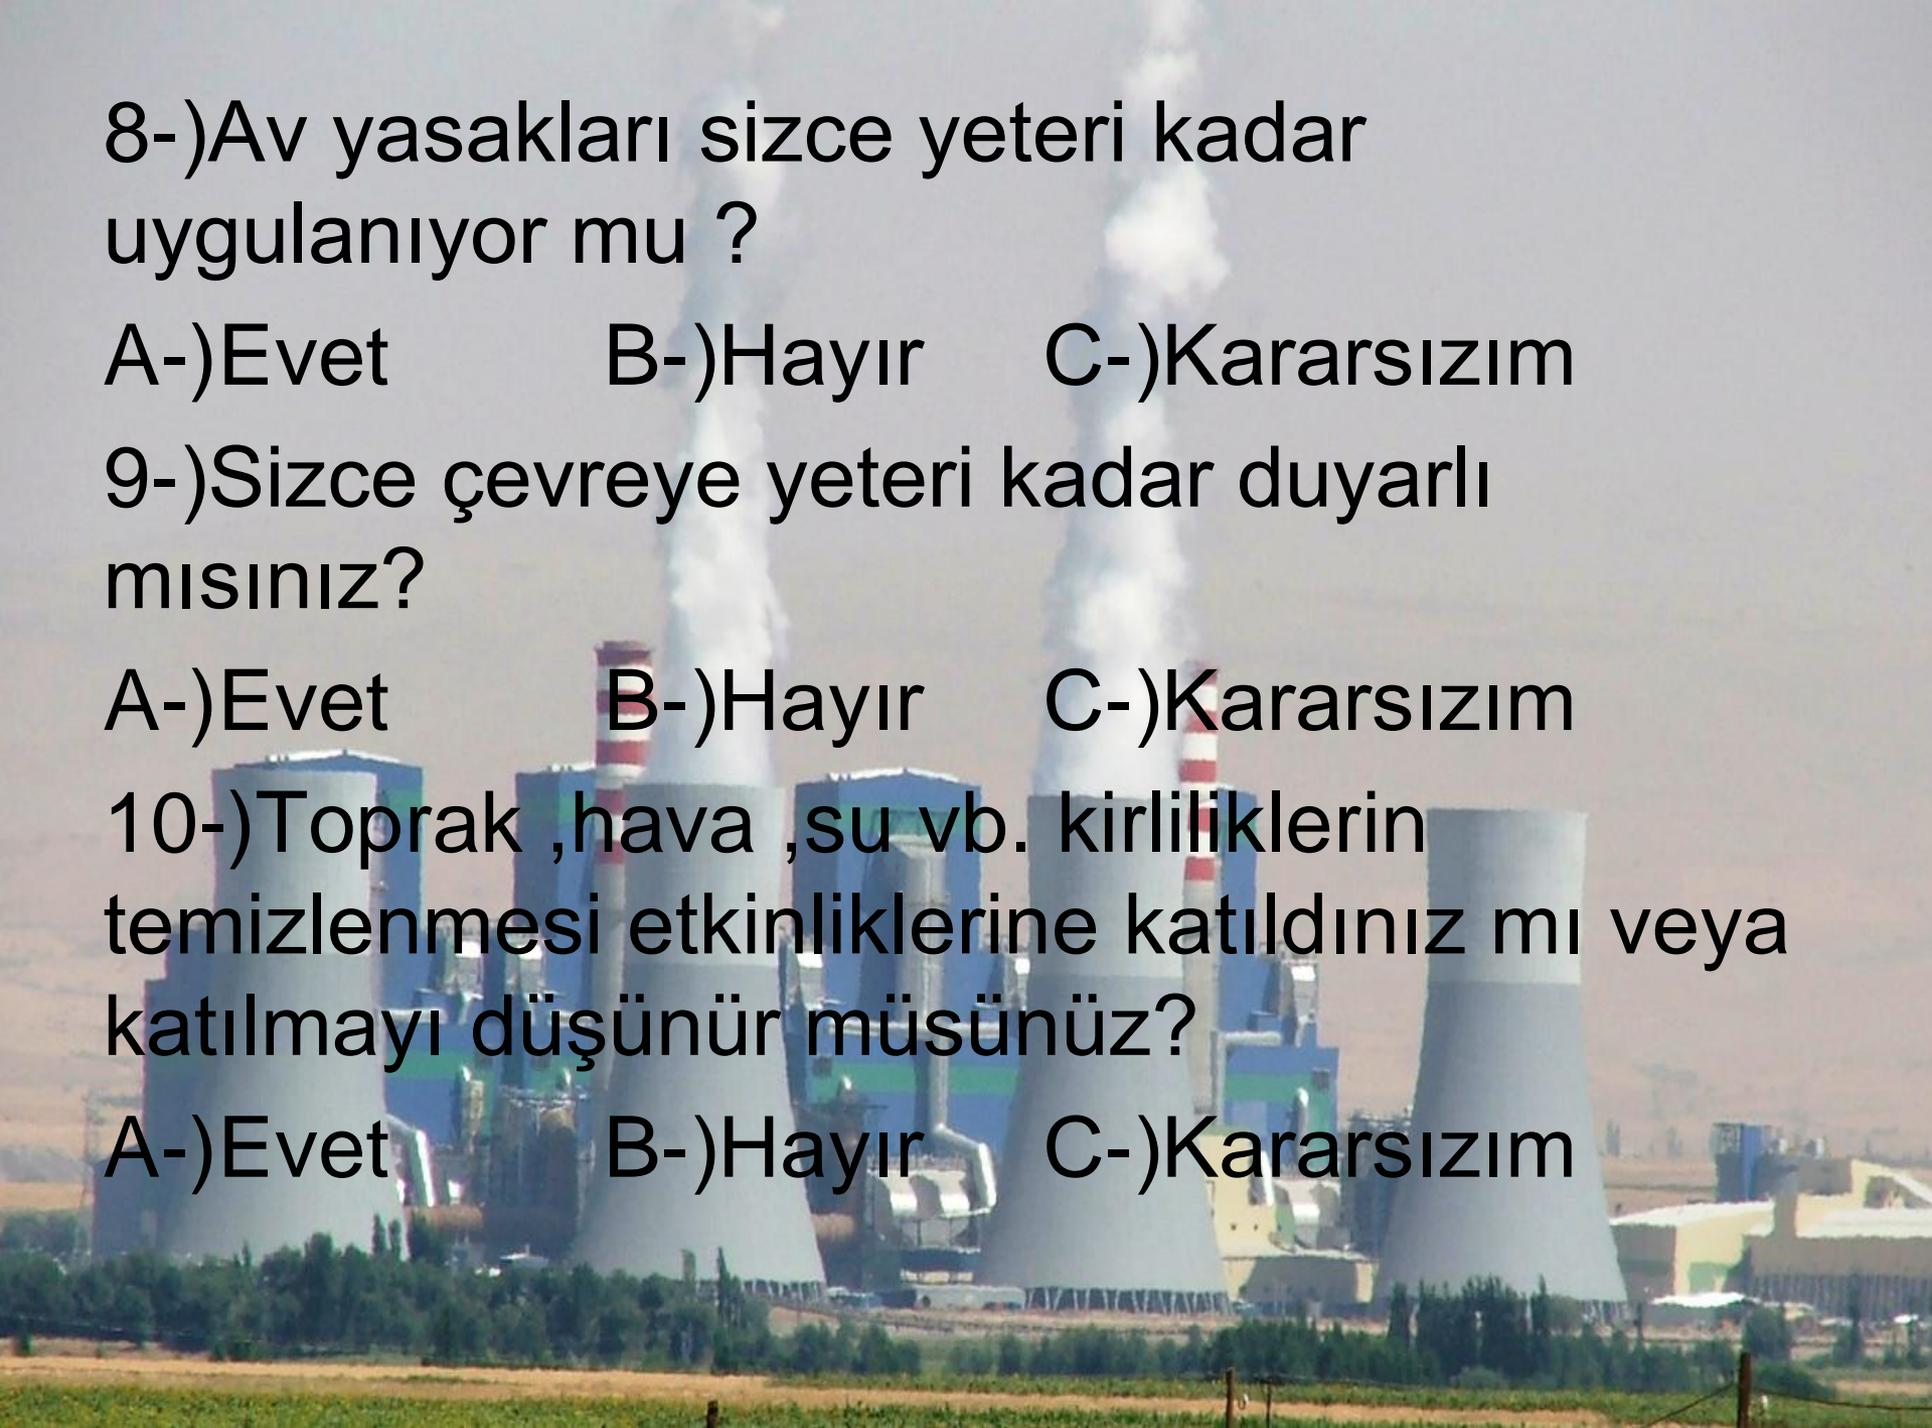 8-)Av yasakları sizce yeteri kadar
uygulanıyor mu ?
A-)Evet B-)Hayır C-)Kararsızım
9-)Sizce çevreye yeteri kadar duyarlı
mısınız?
A-)Evet B-)Hayır C-)Kararsızım
10-)Toprak ,hava ,su vb. kirliliklerin
temizlenmesi etkinliklerine katıldınız mı veya
katılmayı düşünür müsünüz?
A-)Evet B-)Hayır C-)Kararsızım